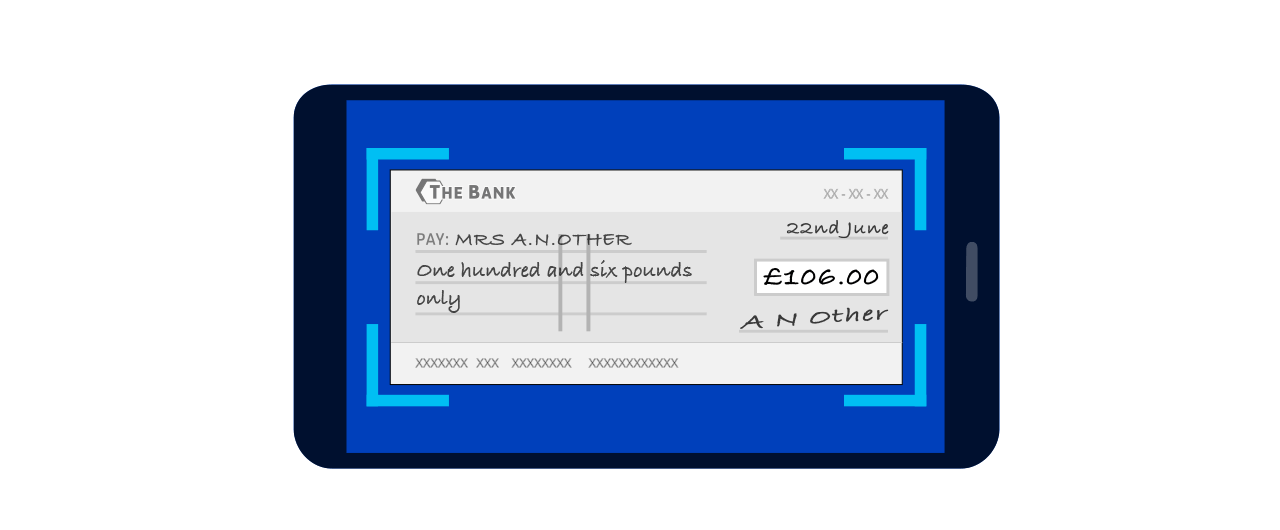 THE BANK
XX - XX - XX
22nd June
PAY: MRS A.N.OTHER
One hundred and six pounds
only
£106.00
A N Other
XXXXXXX XXX XXXXXXXX XXXXXXXXXXXX